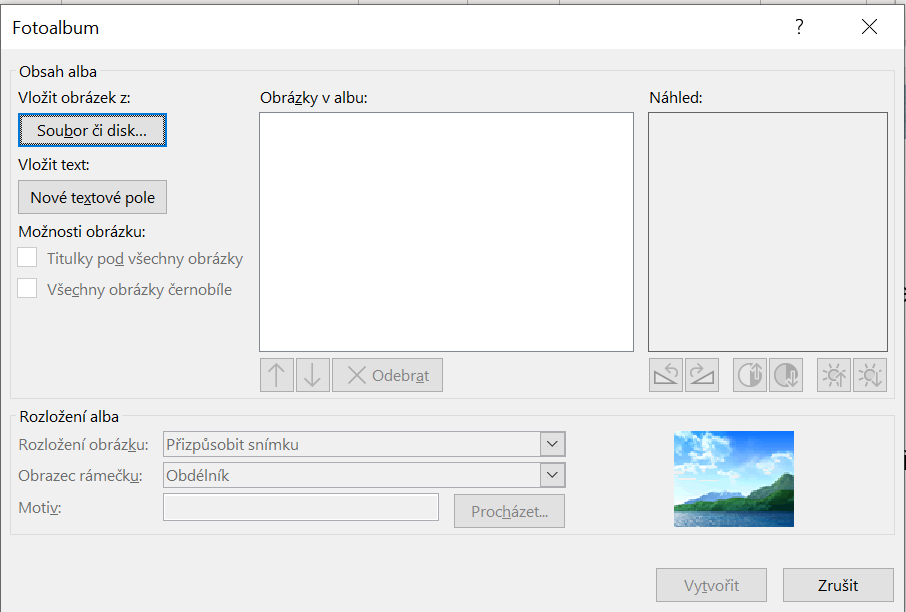 Fotoalbum
?
Obsah alba
Vložit obrázek z:
Soubor či disk...
Vložit text:
Nové textové pole
Možnosti obrázku:
Titulky pod všechny obrázky
Všechny obrázky černobíle
Obrázky v albu:
Odebrat
Náhled:
Rozložení alba
Rozložení obrázku: Přizpůsobit snímku
Obrazec rámečku: Obdélník
Motiv: Procházet...
Vytvořit Zrušit